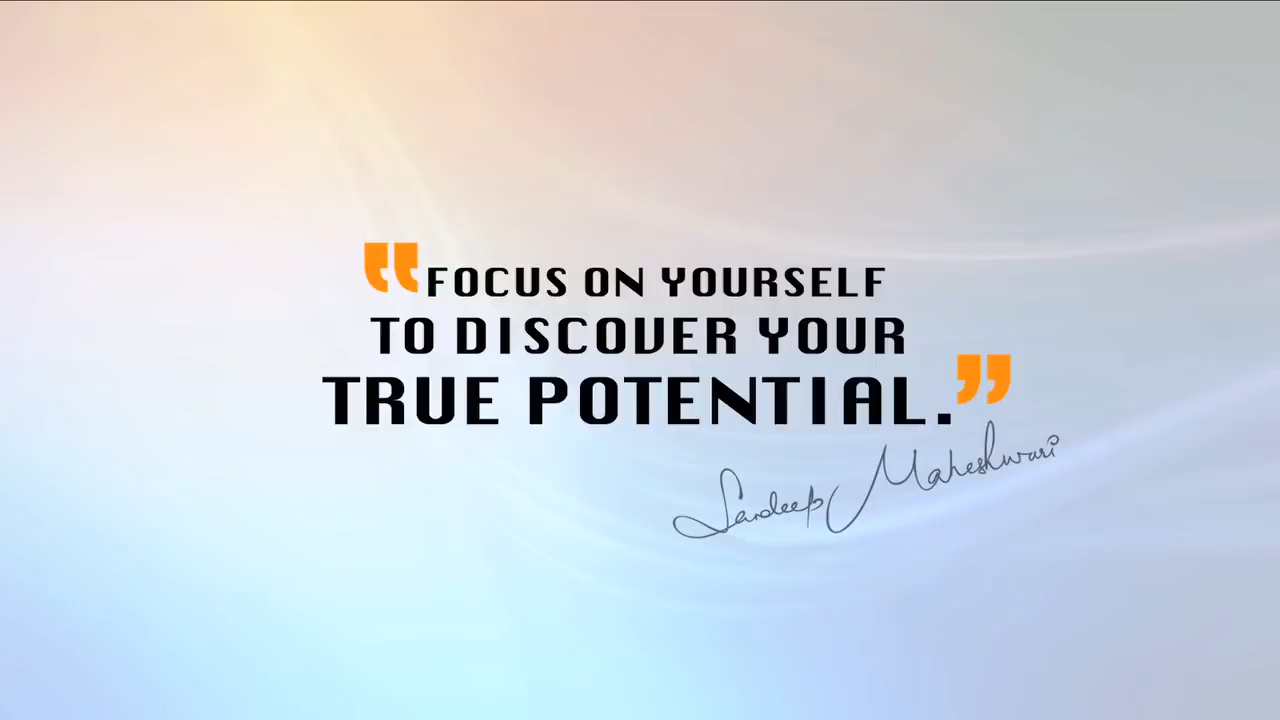 “FOCUS ON YOURSELF
TO DISCOVER YOUR
TRUE POTENTIAL.”
Sandeep Maheshwari